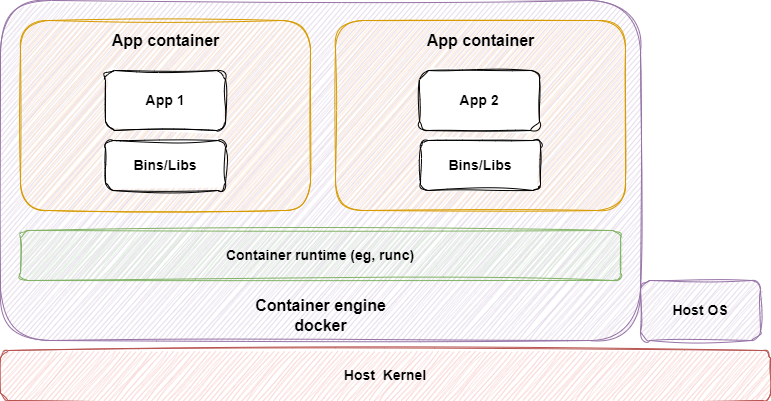 App container
App container
App 1
App 2
Bins/Libs
Bins/Libs
Container runtime (eg, runc)
Container engine
docker
Host OS
Host Kernel